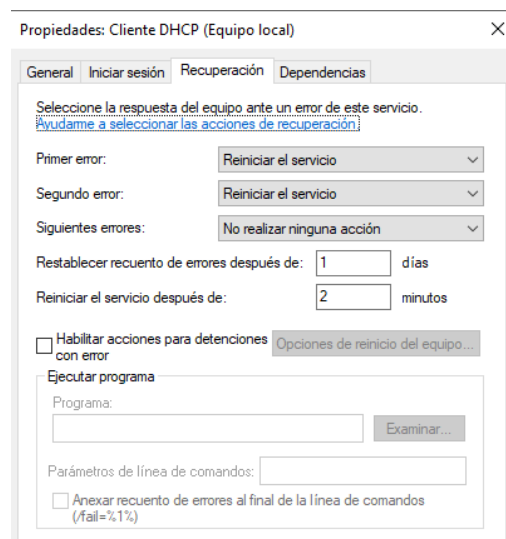 Propiedades: Cliente DHCP (Equipo local)
General Iniciar sesión Recuperación Dependencias
Seleccione la respuesta del equipo ante un error de este servicio.
Ayudarme a seleccionar las acciones de recuperación.
Primer error: Reiniciar el servicio
Segundo error: Reiniciar el servicio
Siguientes errores: No realizar ninguna acción
Restablecer recuento de errores después de: 1 días
Reiniciar el servicio después de: 2 minutos
Habilitar acciones para detenciones
con error
Opciones de reinicio del equipo...
Ejecutar programa
Programa:
Examinar...
Parámetros de línea de comandos:
Anexar recuento de errores al final de la línea de comandos
(/fail=%1%)